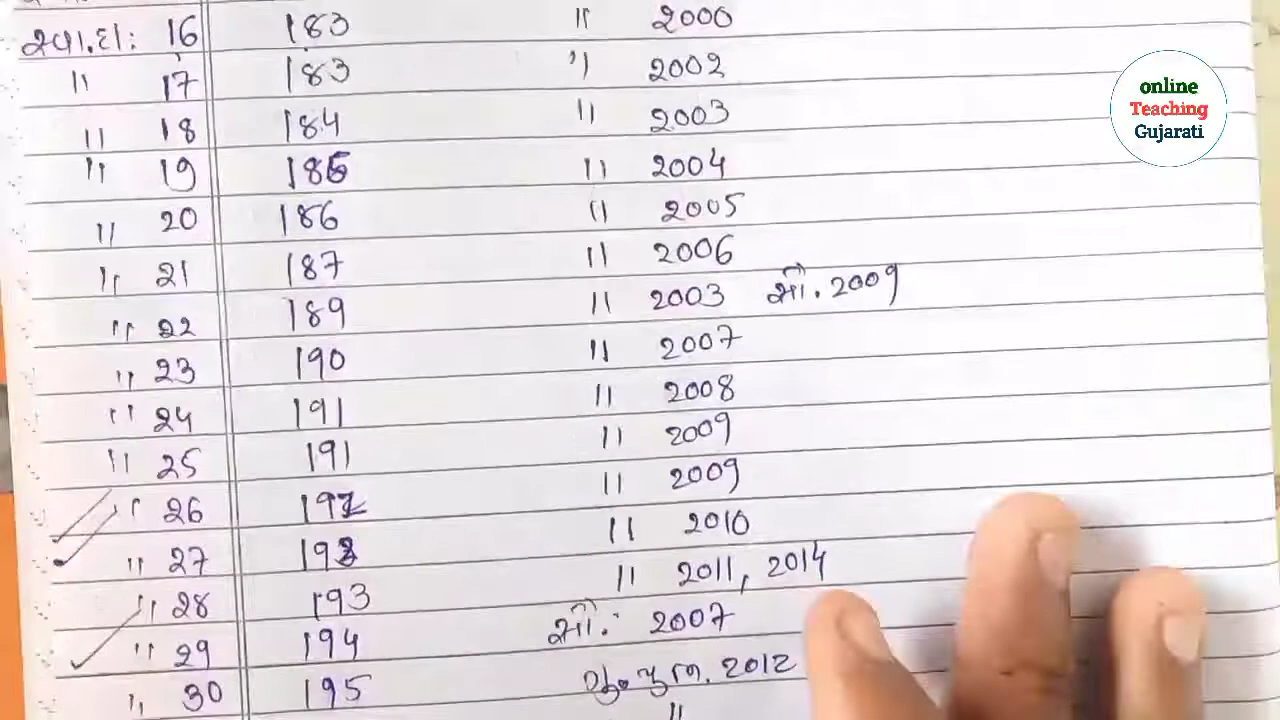 સ્વા.દા: 16 183 " 2000
" 17 183 " 2002
" 18 184 " 2003
" 19 186 " 2004
" 20 186 " 2005
" 21 187 " 2006
" 22 189 " 2003 ઓ. 2009
" 23 190 " 2007
" 24 191 " 2008
" 25 191 " 2009
" 26 192 " 2009
" 27 192 " 2010
" 28 193 " 2011, 2014
" 29 194 ઓ. 2007
" 30 195 2012
"
online
Teaching
Gujarati